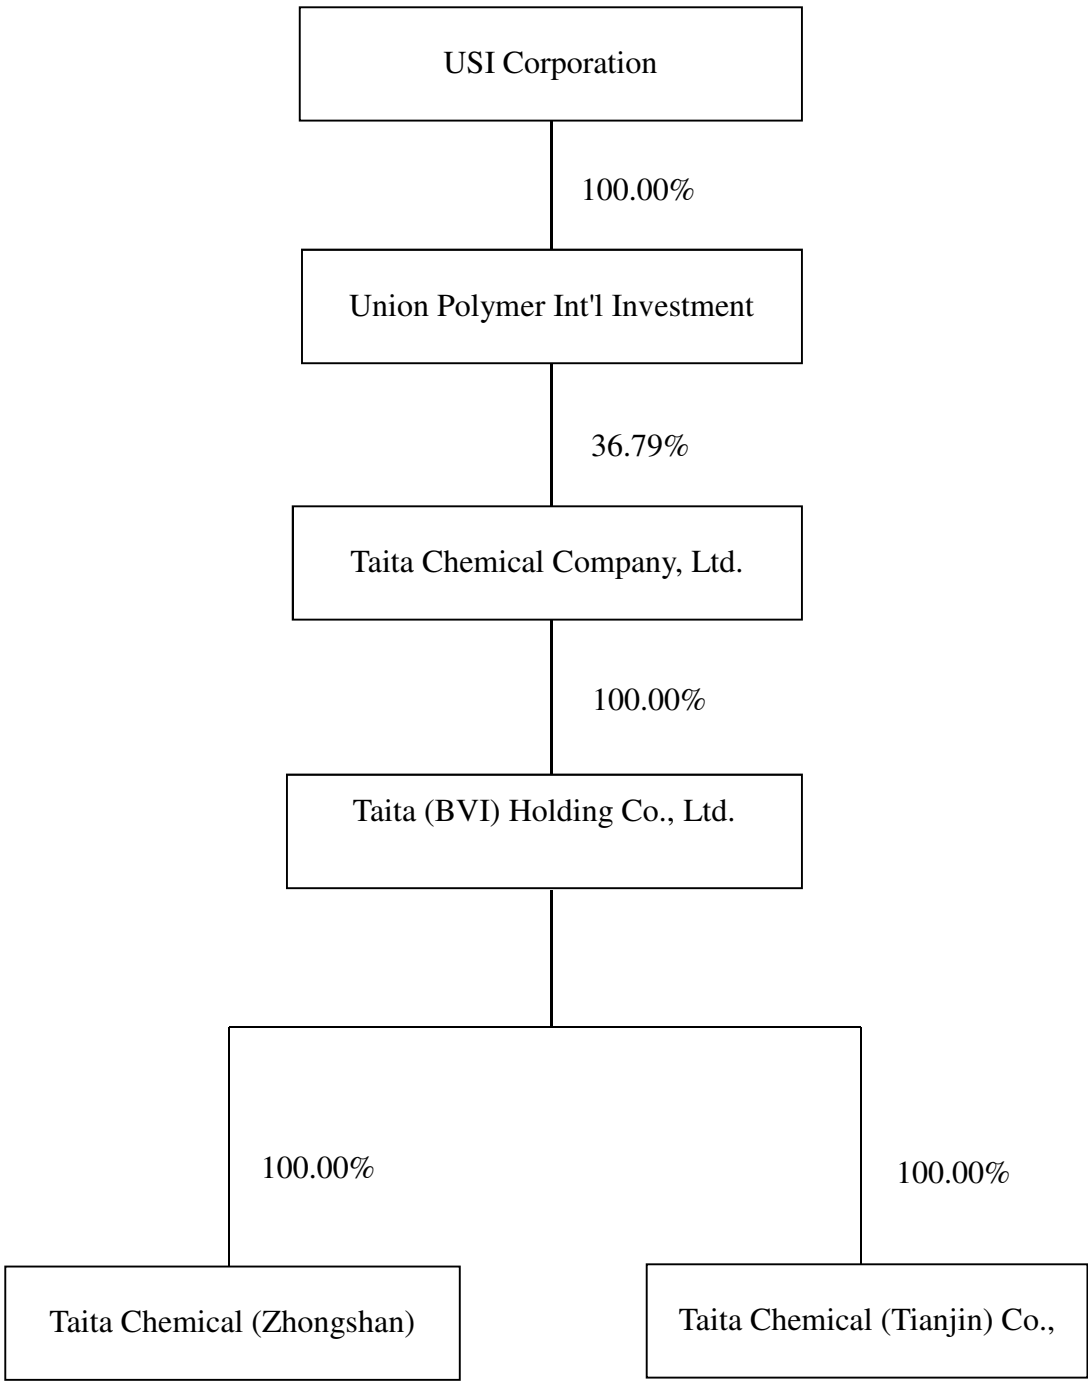 USI Corporation
100.00%
Union Polymer Int'l Investment
36.79%
Taita Chemical Company, Ltd.
100.00%
Taita (BVI) Holding Co., Ltd.
100.00%
100.00%
Taita Chemical (Zhongshan)
Taita Chemical (Tianjin) Co.,